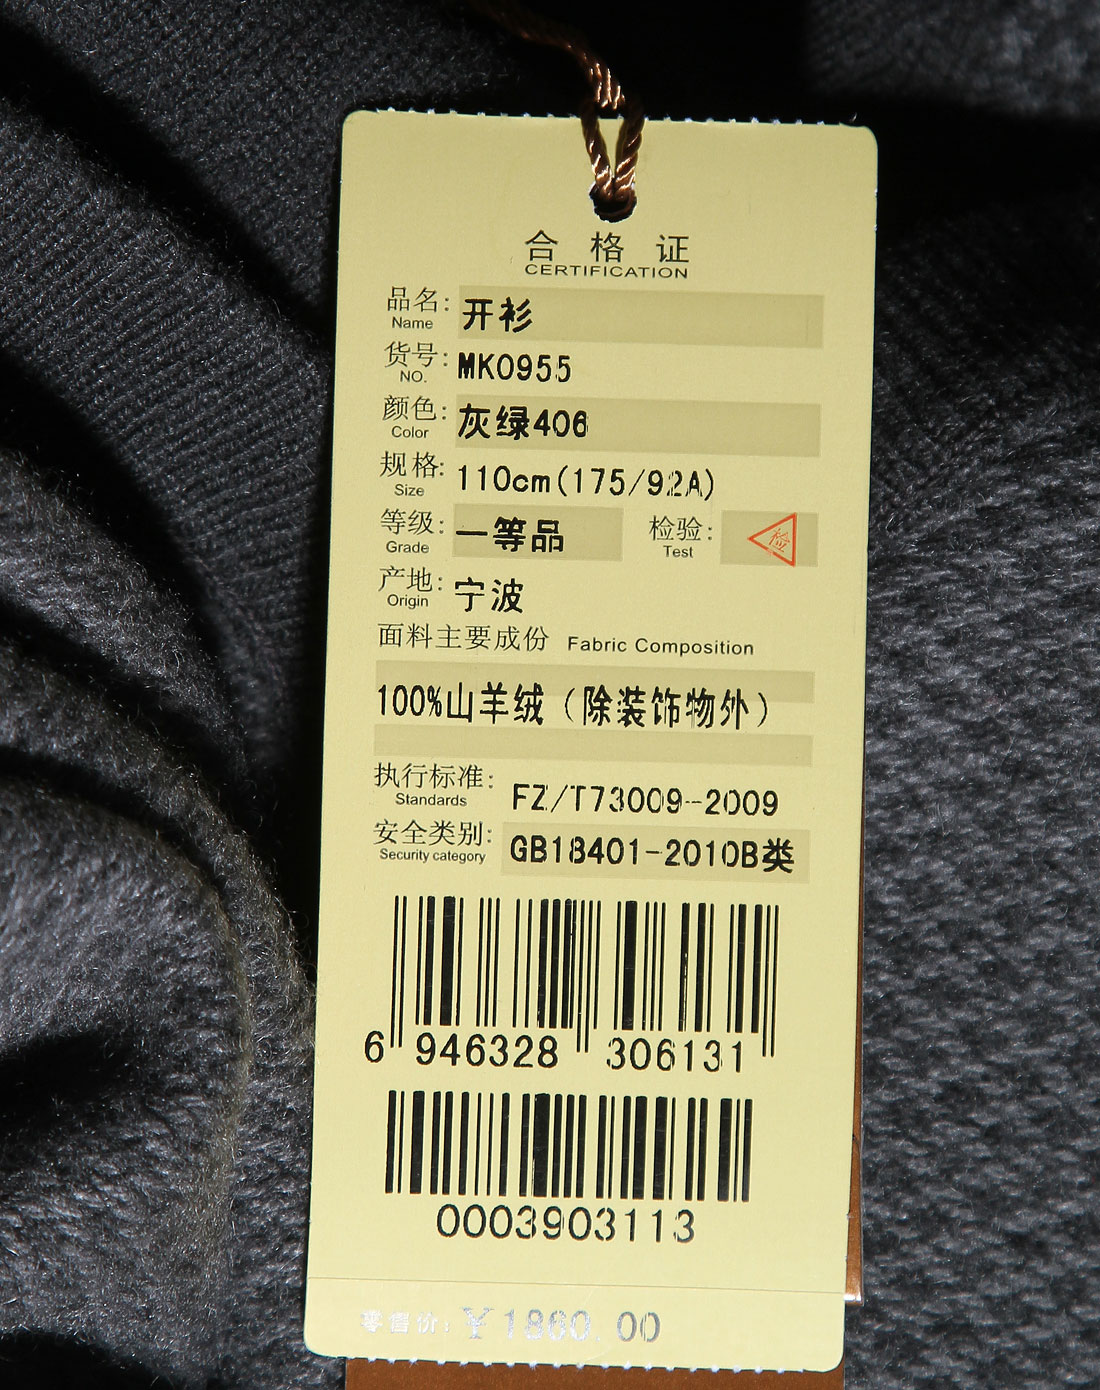 合格证
CERTIFICATION
品名: 开衫
Name
货号: MK0955
NO.
颜色: 灰绿406
Color
规格: 110cm(175/92A)
Size
等级: 一等品 检验: 检
Grade Test
产地: 宁波
Origin
面料主要成份 Fabric Composition
100%山羊绒（除装饰物外）
执行标准: FZ/T73009-2009
Standards
安全类别: GB18401-2010B类
Security category
6 946328 306131
0003903113
零售价: ¥1860.00